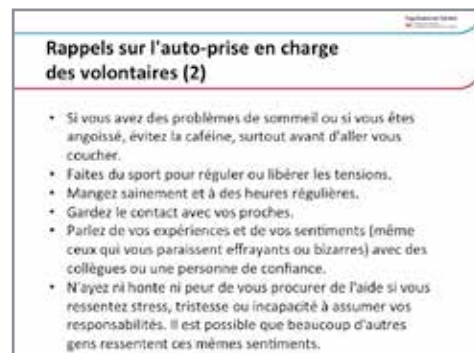 Rappels sur l'auto-prise en charge
des volontaires (2)
• Si vous avez des problèmes de sommeil ou si vous êtes
angoissé, évitez la caféine, surtout avant d'aller vous
coucher.
• Faites du sport pour réguler ou libérer les tensions.
• Mangez sainement et à des heures régulières.
• Gardez le contact avec vos proches.
• Parlez de vos expériences et de vos sentiments (même
ceux qui vous paraissent effrayants ou bizarres) avec des
collègues ou une personne de confiance.
• N'ayez ni honte ni peur de vous procurer de l'aide si vous
ressentez stress, tristesse ou incapacité à assumer vos
responsabilités. Il est possible que beaucoup d'autres
gens ressentent ces mêmes sentiments.